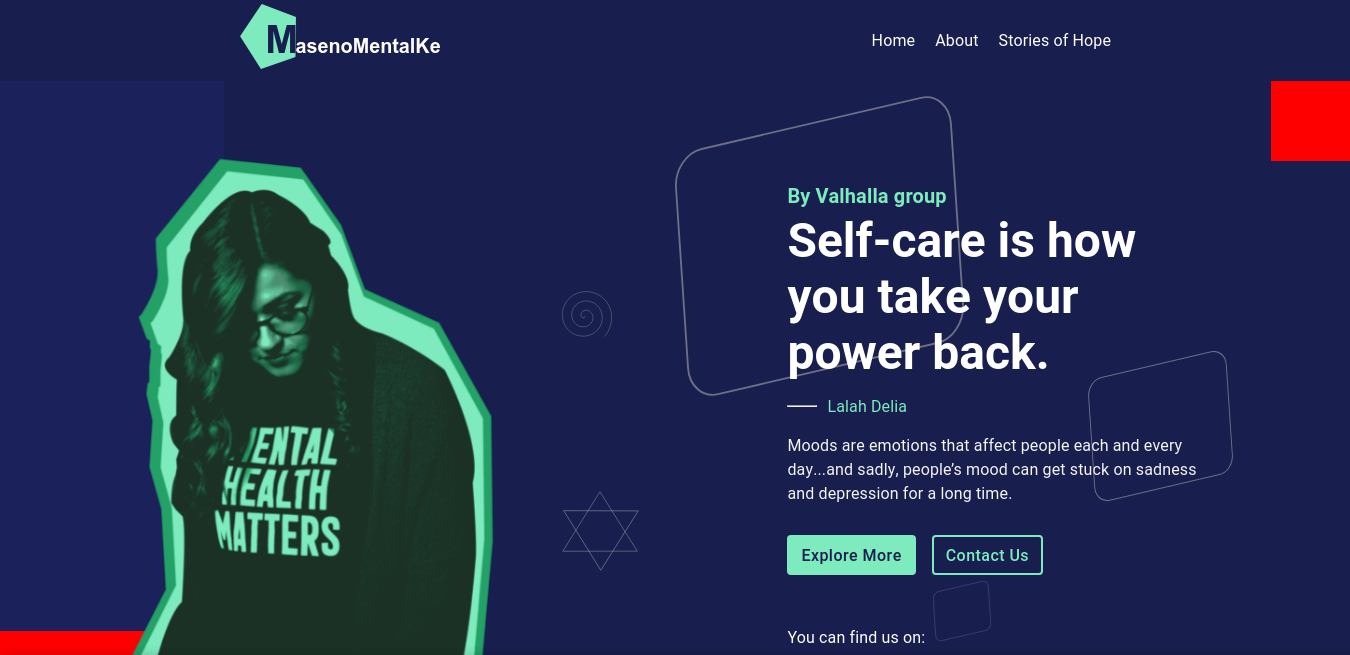 MasenoMentalKe
Home About Stories of Hope
By Valhalla group
Self-care is how
you take your
power back.
Lalah Delia
Moods are emotions that affect people each and every
day...and sadly, people's mood can get stuck on sadness
and depression for a long time.
Explore More Contact Us
You can find us on:
MENTAL
HEALTH
MATTERS